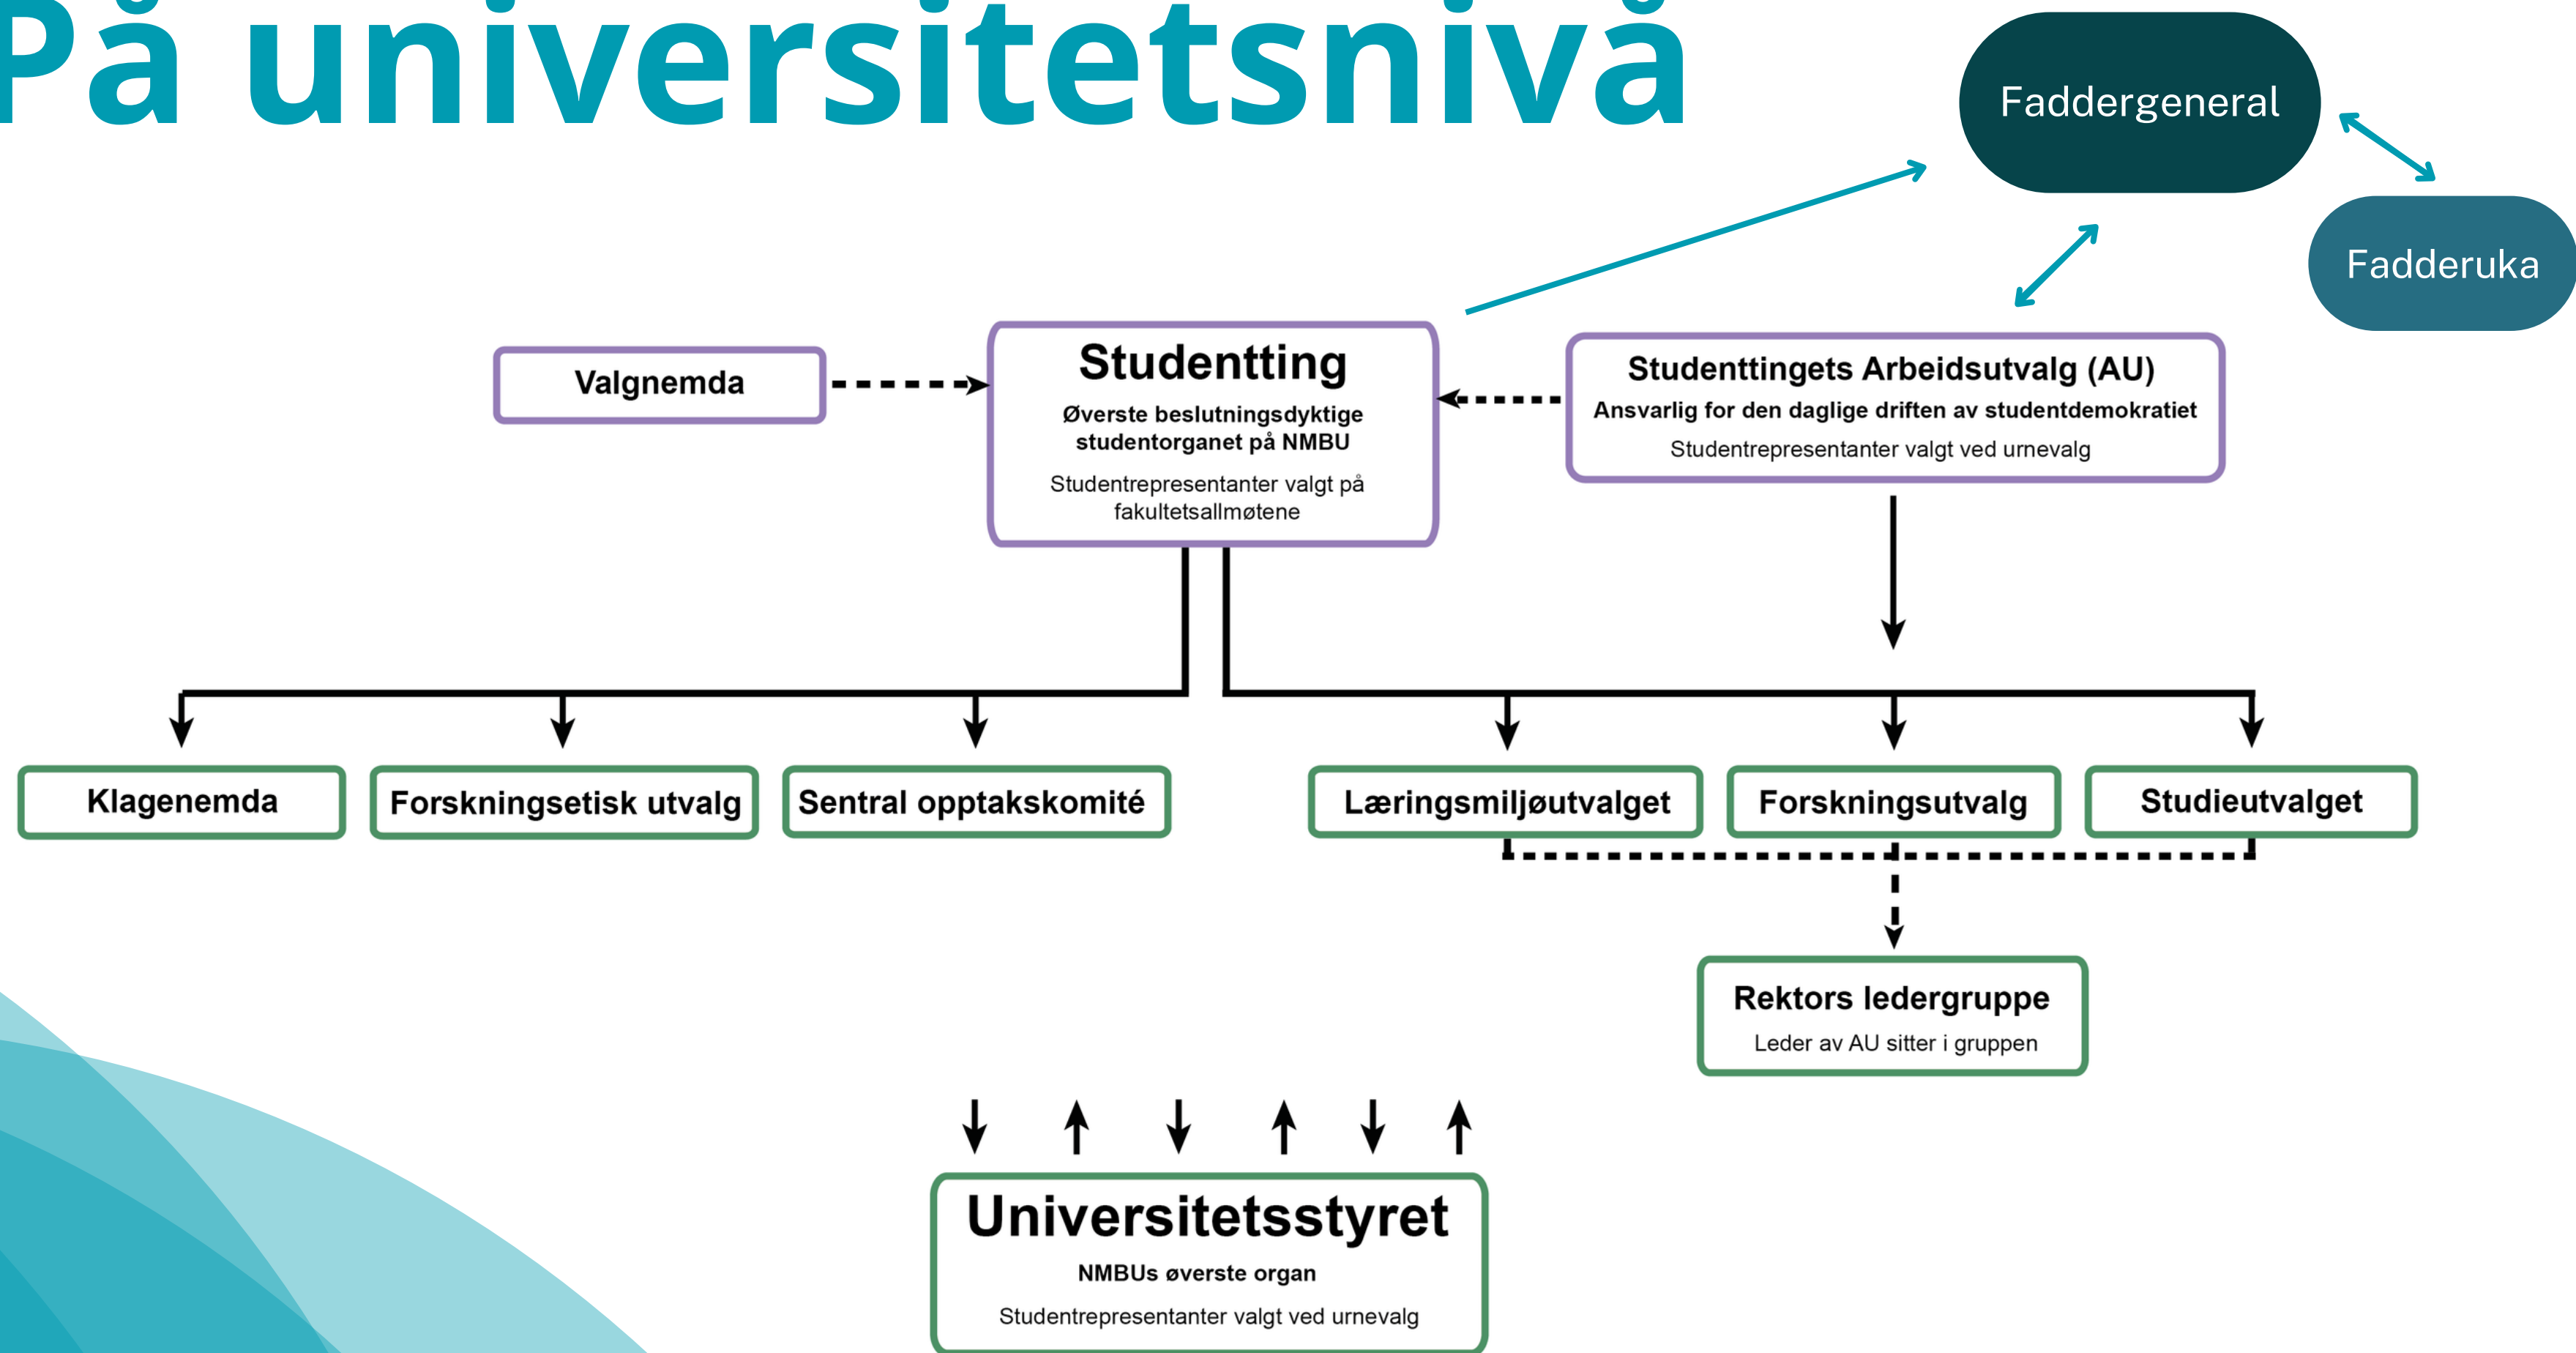 På universitetsnivå
Faddergeneral
Fadderuka
Valgnemda
Studentting
Øverste beslutningsdyktige
studentorganet på NMBU
Studentrepresentanter valgt på
fakultetsallmøtene
Studenttingets Arbeidsutvalg (AU)
Ansvarlig for den daglige driften av studentdemokratiet
Studentrepresentanter valgt ved urnevalg
Klagenemda
Forskningsetisk utvalg
Sentral opptakskomité
Læringsmiljøutvalget
Forskningsutvalg
Studieutvalget
Rektors ledergruppe
Leder av AU sitter i gruppen
Universitetsstyret
NMBUs øverste organ
Studentrepresentanter valgt ved urnevalg